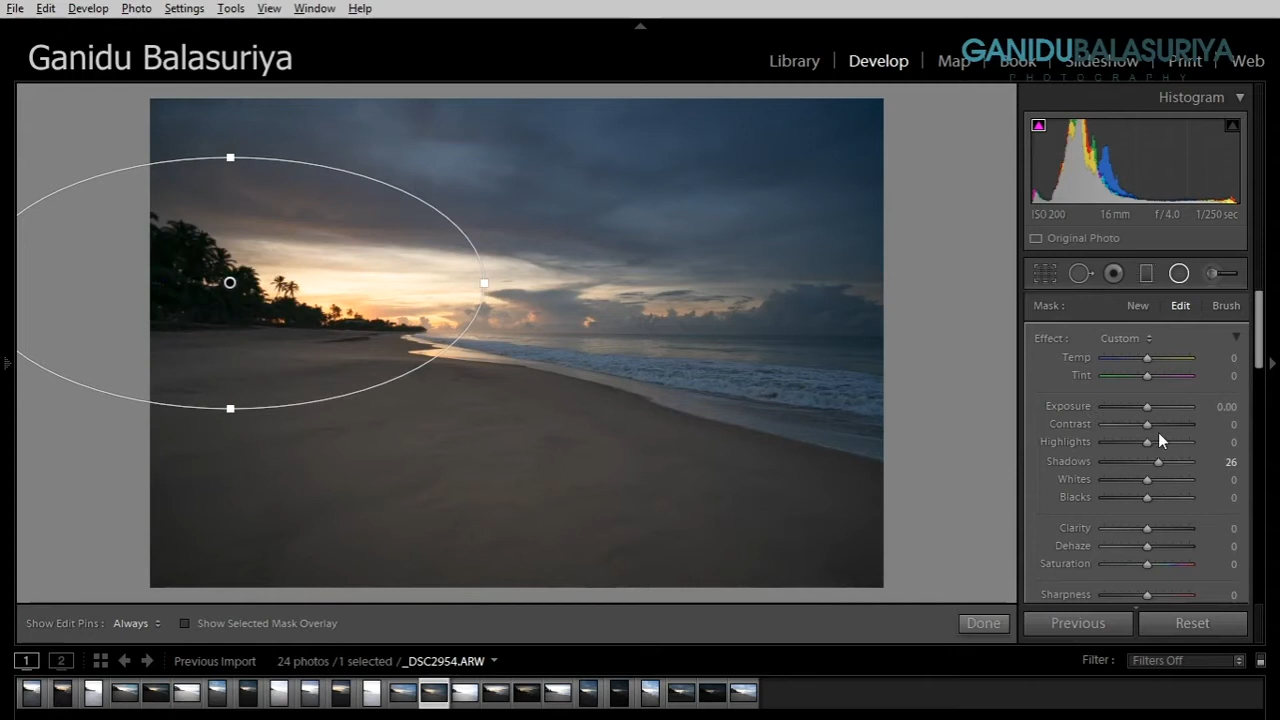 File Edit Develop Photo Settings Tools View Window Help
Ganidu Balasuriya
GANIDUBALASURIYA
PHOTOGRAPHY
Library Develop Map Book Slideshow Print Web
Histogram
ISO 200 16 mm f / 4.0 1/250 sec
Original Photo
Mask : New Edit Brush
Effect : Custom
Temp 0
Tint 0
Exposure 0.00
Contrast 0
Highlights 0
Shadows 26
Whites 0
Blacks 0
Clarity 0
Dehaze 0
Saturation 0
Sharpness 0
Show Edit Pins : Always Show Selected Mask Overlay Done Previous Reset
1 2 Previous Import 24 photos / 1 selected / _DSC2954.ARW Filter : Filters Off